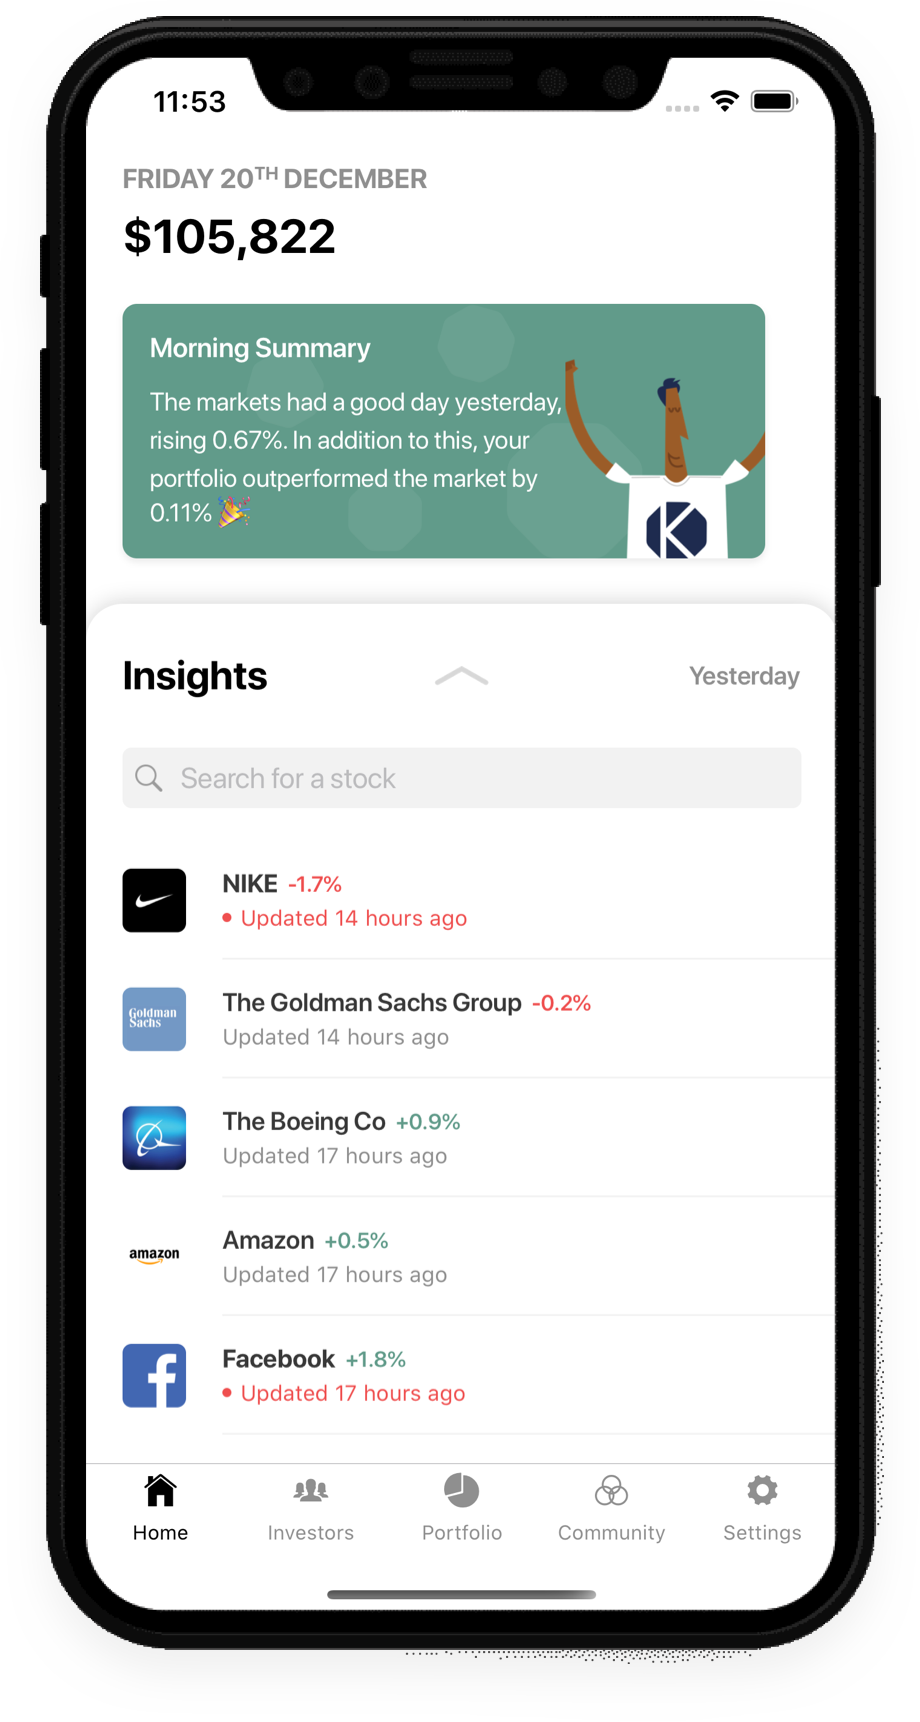 11:53
FRIDAY 20TH DECEMBER
$105,822
Morning Summary
The markets had a good day yesterday,
rising 0.67%. In addition to this, your
portfolio outperformed the market by
0.11% 🎉
K
Insights
Yesterday
Search for a stock
NIKE -1.7%
Updated 14 hours ago
Goldman
Sachs
The Goldman Sachs Group -0.2%
Updated 14 hours ago
The Boeing Co +0.9%
Updated 17 hours ago
amazon
Amazon +0.5%
Updated 17 hours ago
f
Facebook +1.8%
Updated 17 hours ago
Home
Investors
Portfolio
Community
Settings